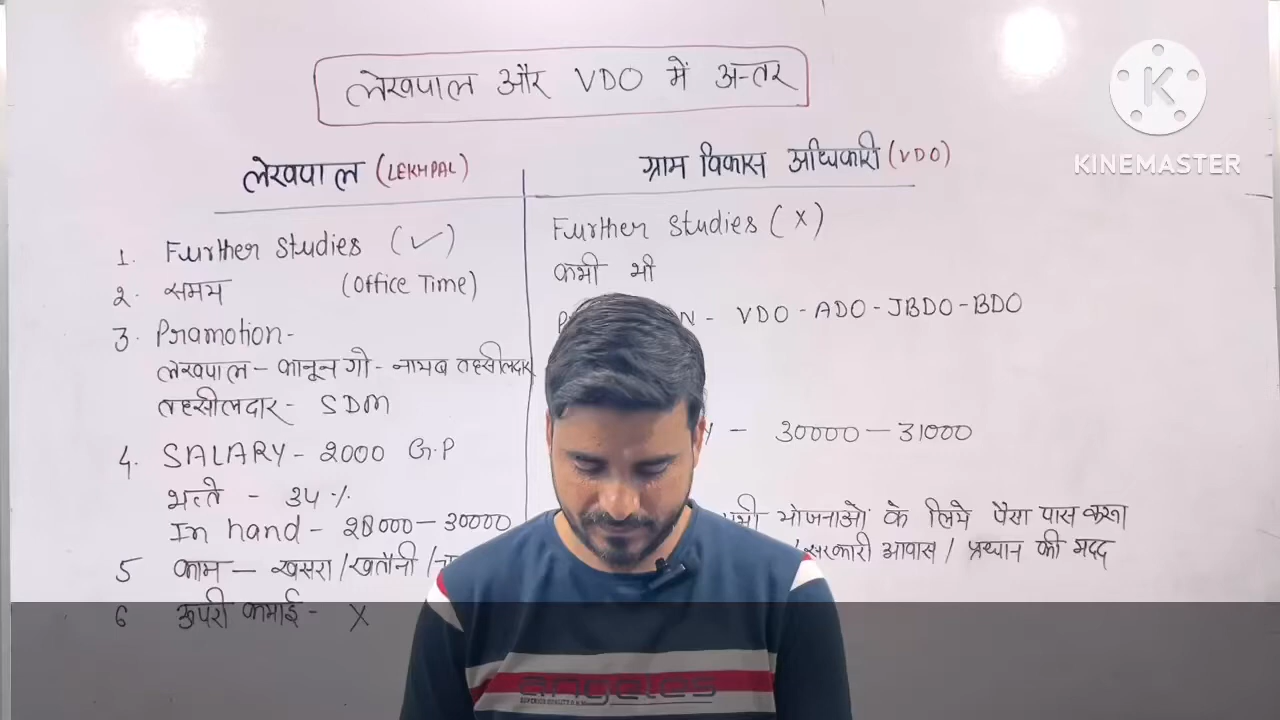 लेखपाल और VDO में अन्तर
KINEMASTER
लेखपाल (LEKHPAL)
ग्राम विकास अधिकारी (VDO)
1. Further Studies (✓)
2. समय (Office Time)
3. Pramotion-
लेखपाल - कानून गो - नायब तहसीलदार
तहसीलदार - SDM
4. SALARY - 2000 G.P
भत्ते - 34 %
In hand - 28000 - 30000
5 काम - खसरा / खतौनी /
6 ऊपरी कमाई - X
Further Studies (X)
कभी भी
N - VDO - ADO - JBDO - BDO
Y - 30000 - 31000
योजनाओं के लिये पैसा पास करना
/ सरकारी आवास / प्रधान की मदद
angeles